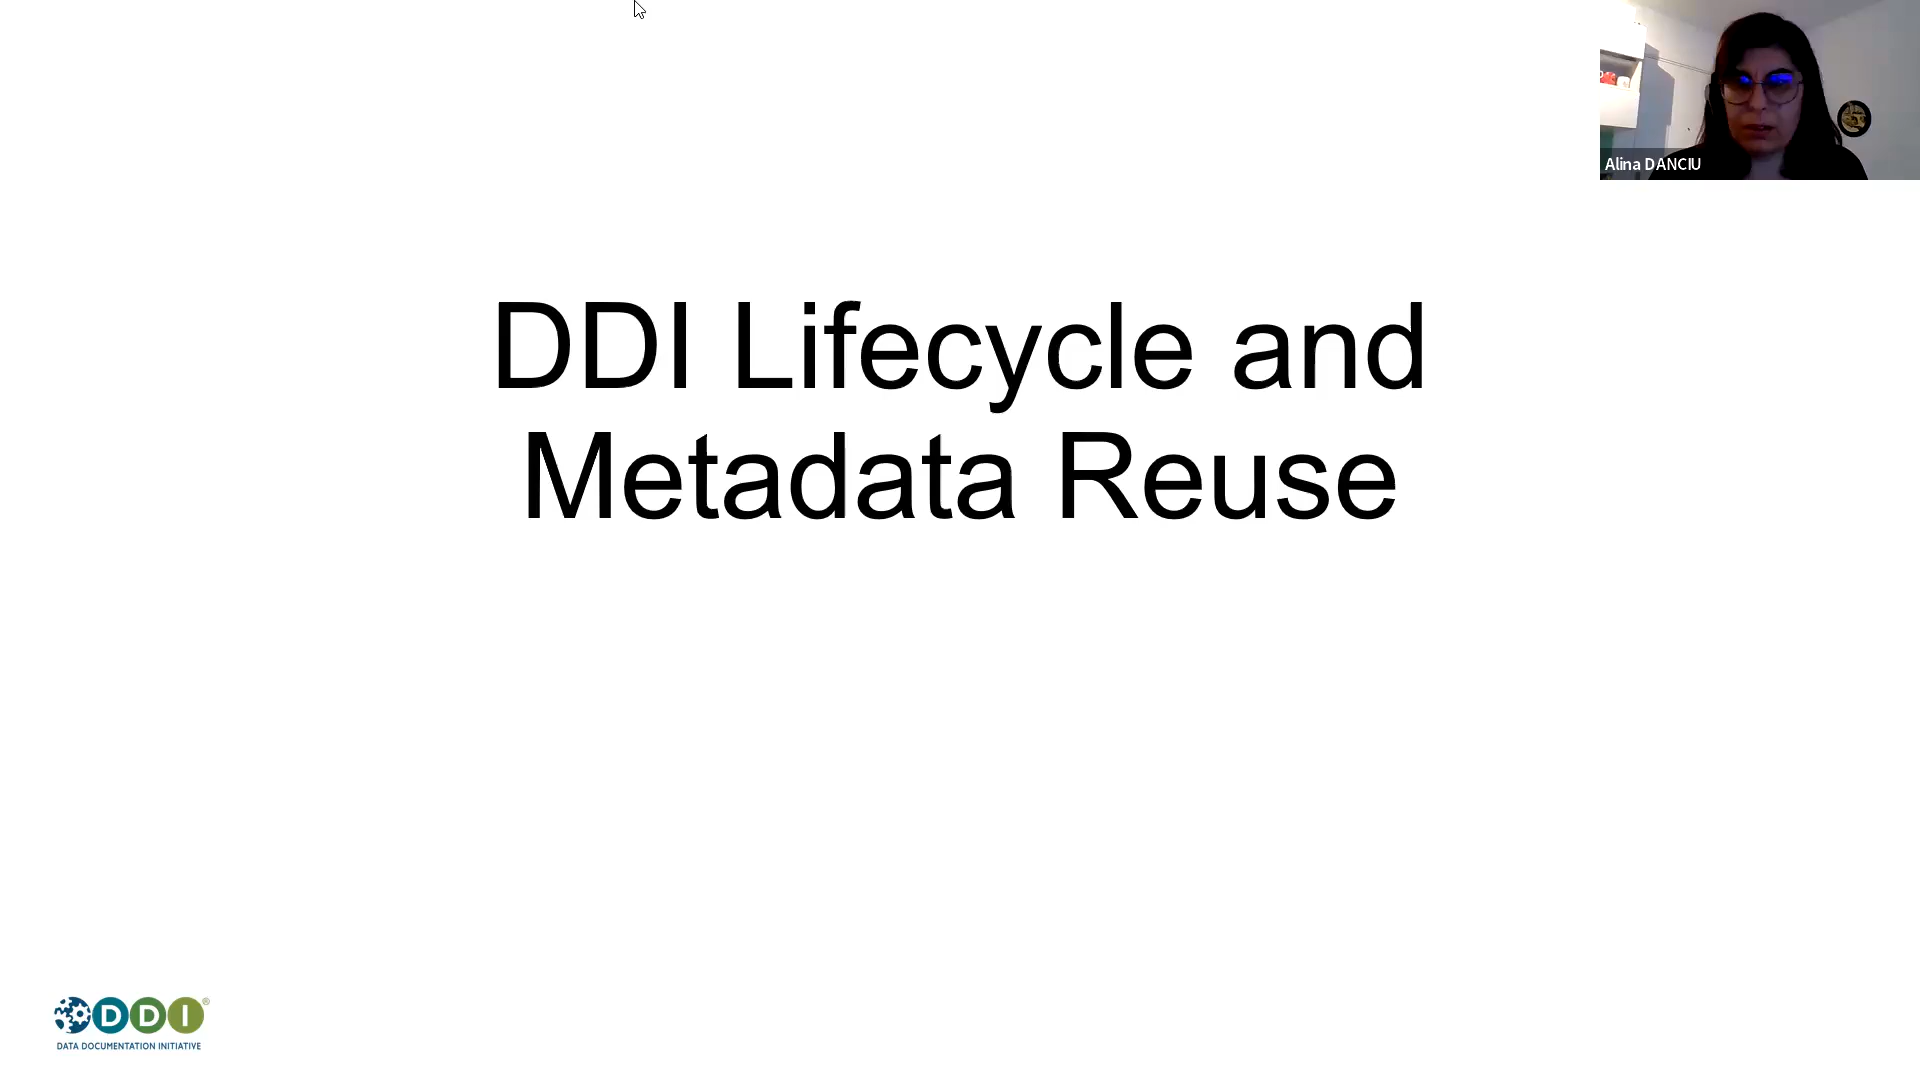 Alina DANCIU
DDI Lifecycle and
Metadata Reuse
DDI®
DATA DOCUMENTATION INITIATIVE